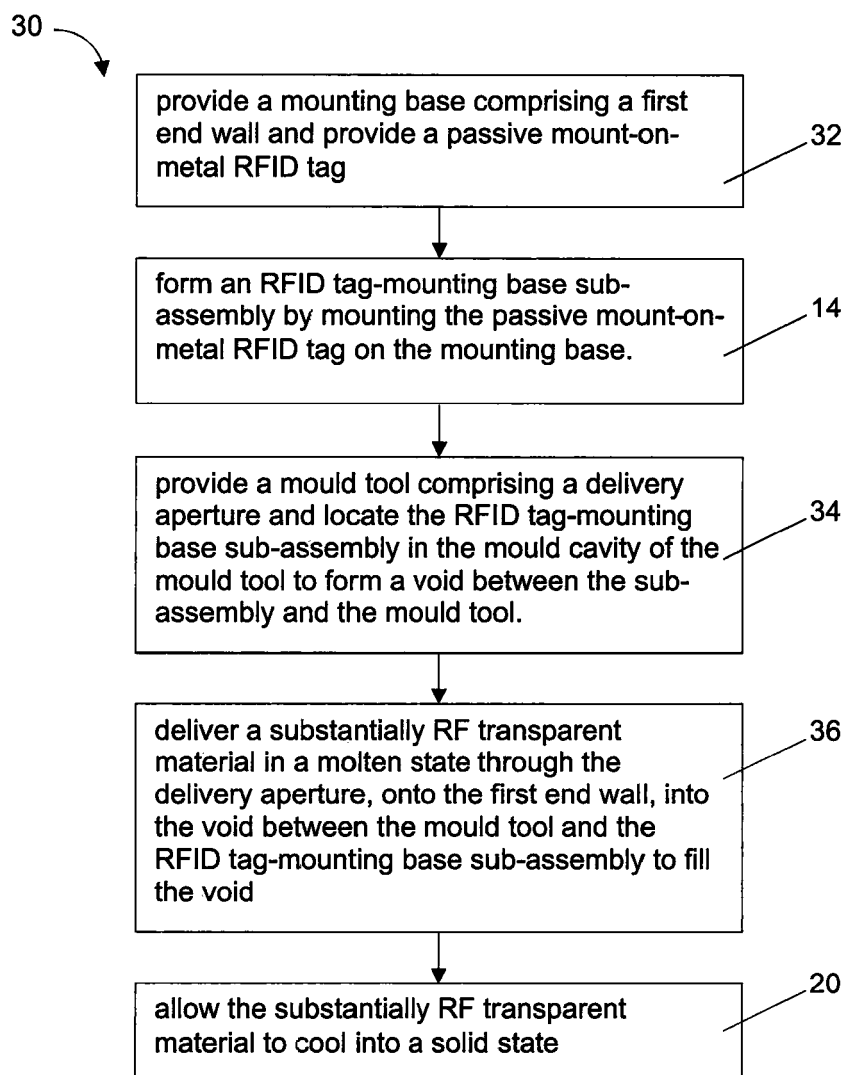 30
provide a mounting base comprising a first
end wall and provide a passive mount-on-
metal RFID tag
32
form an RFID tag-mounting base sub-
assembly by mounting the passive mount-on-
metal RFID tag on the mounting base.
14
provide a mould tool comprising a delivery
aperture and locate the RFID tag-mounting
base sub-assembly in the mould cavity of the
mould tool to form a void between the sub-
assembly and the mould tool.
34
deliver a substantially RF transparent
material in a molten state through the
delivery aperture, onto the first end wall, into
the void between the mould tool and the
RFID tag-mounting base sub-assembly to fill
the void
36
allow the substantially RF transparent
material to cool into a solid state
20